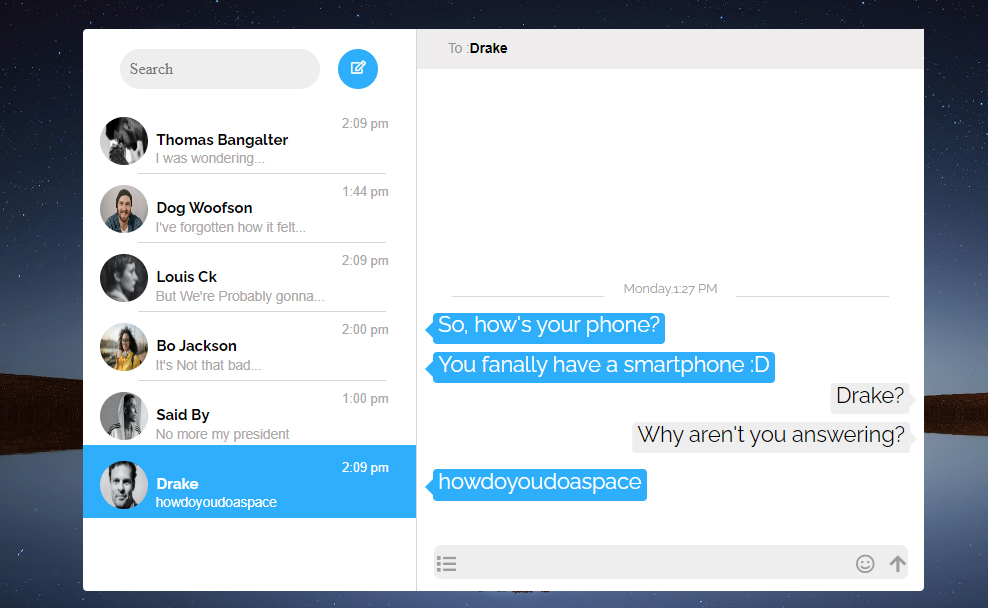 Search
2:09 pm
Thomas Bangalter
I was wondering...
1:44 pm
Dog Woofson
I've forgotten how it felt...
2:09 pm
Louis Ck
But We're Probably gonna...
2:00 pm
Bo Jackson
It's Not that bad...
1:00 pm
Said By
No more my president
2:09 pm
Drake
howdoyoudoaspace
To :Drake
Monday,1:27 PM
So, how's your phone?
You fanally have a smartphone :D
Drake?
Why aren't you answering?
howdoyoudoaspace